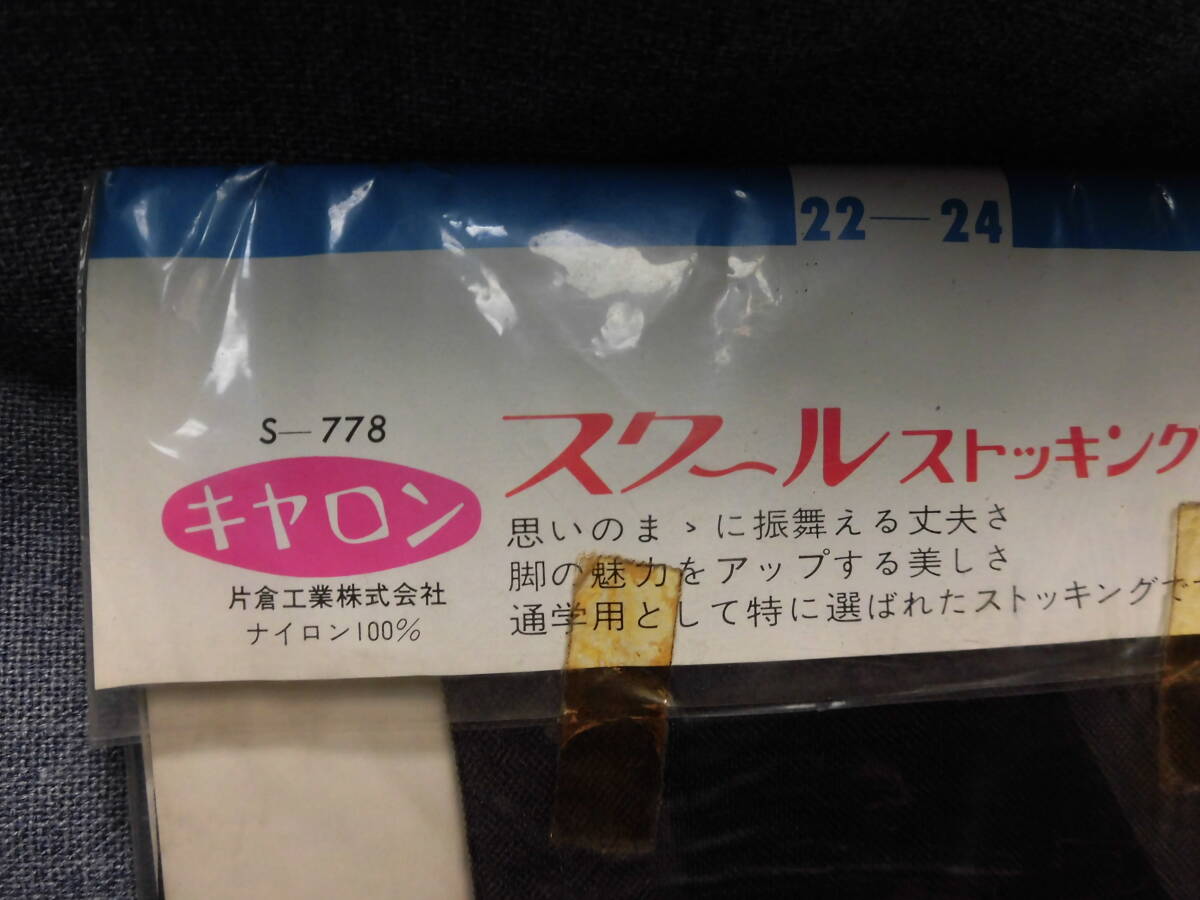 22—24
S—778
キヤロン
片倉工業株式会社
ナイロン100%
スクールストッキング
思いのまゝに振舞える丈夫さ
脚の魅力をアップする美しさ
通学用として特に選ばれたストッキングで